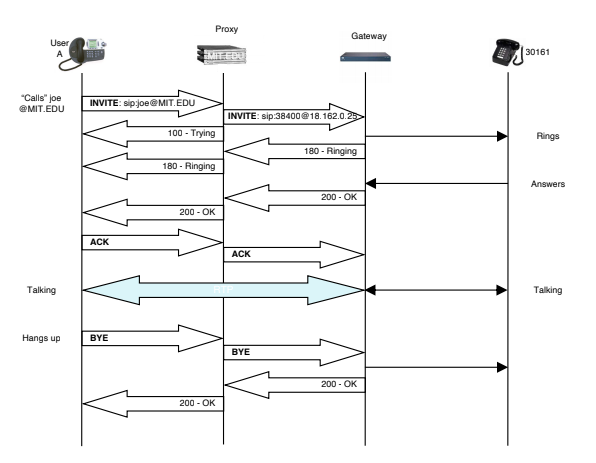 Proxy
User
A
MIT.EDU
Gateway
30161
"Calls" joe
@MIT.EDU
INVITE: sip:joe@MIT.EDU
INVITE: sip:38400@18.162.0.25
100 - Trying
Rings
180 - Ringing
180 - Ringing
Answers
200 - OK
200 - OK
ACK
ACK
Talking
RTP
Talking
Hangs up
BYE
BYE
200 - OK
200 - OK